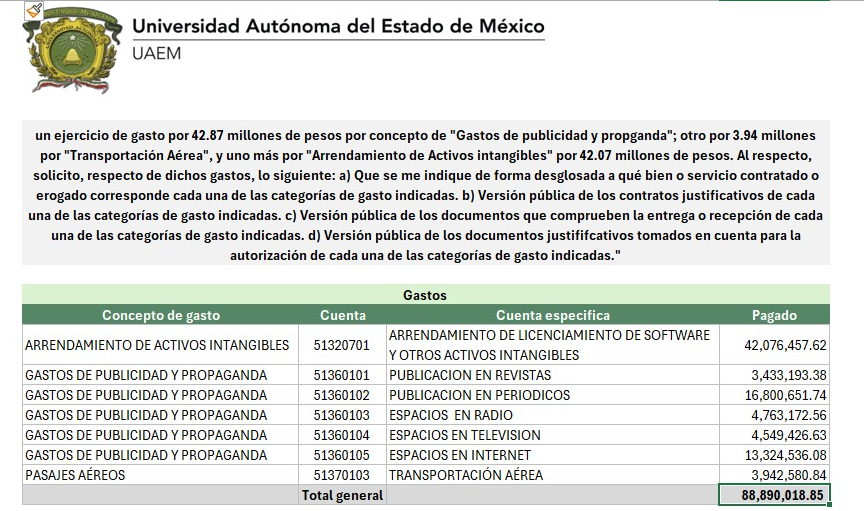 Universidad Autónoma del Estado de México
UAEM
un ejercicio de gasto por 42.87 millones de pesos por concepto de "Gastos de publicidad y propganda"; otro por 3.94 millones
por "Transportación Aérea", y uno más por "Arrendamiento de Activos intangibles" por 42.07 millones de pesos. Al respecto,
solicito, respecto de dichos gastos, lo siguiente: a) Que se me indique de forma desglosada a qué bien o servicio contratado o
erogado corresponde cada una de las categorías de gasto indicadas. b) Versión pública de los contratos justificativos de cada
una de las categorías de gasto indicadas. c) Versión pública de los documentos que comprueben la entrega o recepción de cada
una de las categorías de gasto indicadas. d) Versión pública de los documentos justififcativos tomados en cuenta para la
autorización de cada una de las categorías de gasto indicadas."
Gastos
Concepto de gasto Cuenta Cuenta especifica Pagado
ARRENDAMIENTO DE ACTIVOS INTANGIBLES 51320701 ARRENDAMIENTO DE LICENCIAMIENTO DE SOFTWARE 42,076,457.62
Y OTROS ACTIVOS INTANGIBLES
GASTOS DE PUBLICIDAD Y PROPAGANDA 51360101 PUBLICACION EN REVISTAS 3,433,193.38
GASTOS DE PUBLICIDAD Y PROPAGANDA 51360102 PUBLICACION EN PERIODICOS 16,800,651.74
GASTOS DE PUBLICIDAD Y PROPAGANDA 51360103 ESPACIOS EN RADIO 4,763,172.56
GASTOS DE PUBLICIDAD Y PROPAGANDA 51360104 ESPACIOS EN TELEVISION 4,549,426.63
GASTOS DE PUBLICIDAD Y PROPAGANDA 51360105 ESPACIOS EN INTERNET 13,324,536.08
PASAJES AÉREOS 51370103 TRANSPORTACIÓN AÉREA 3,942,580.84
Total general 88,890,018.85